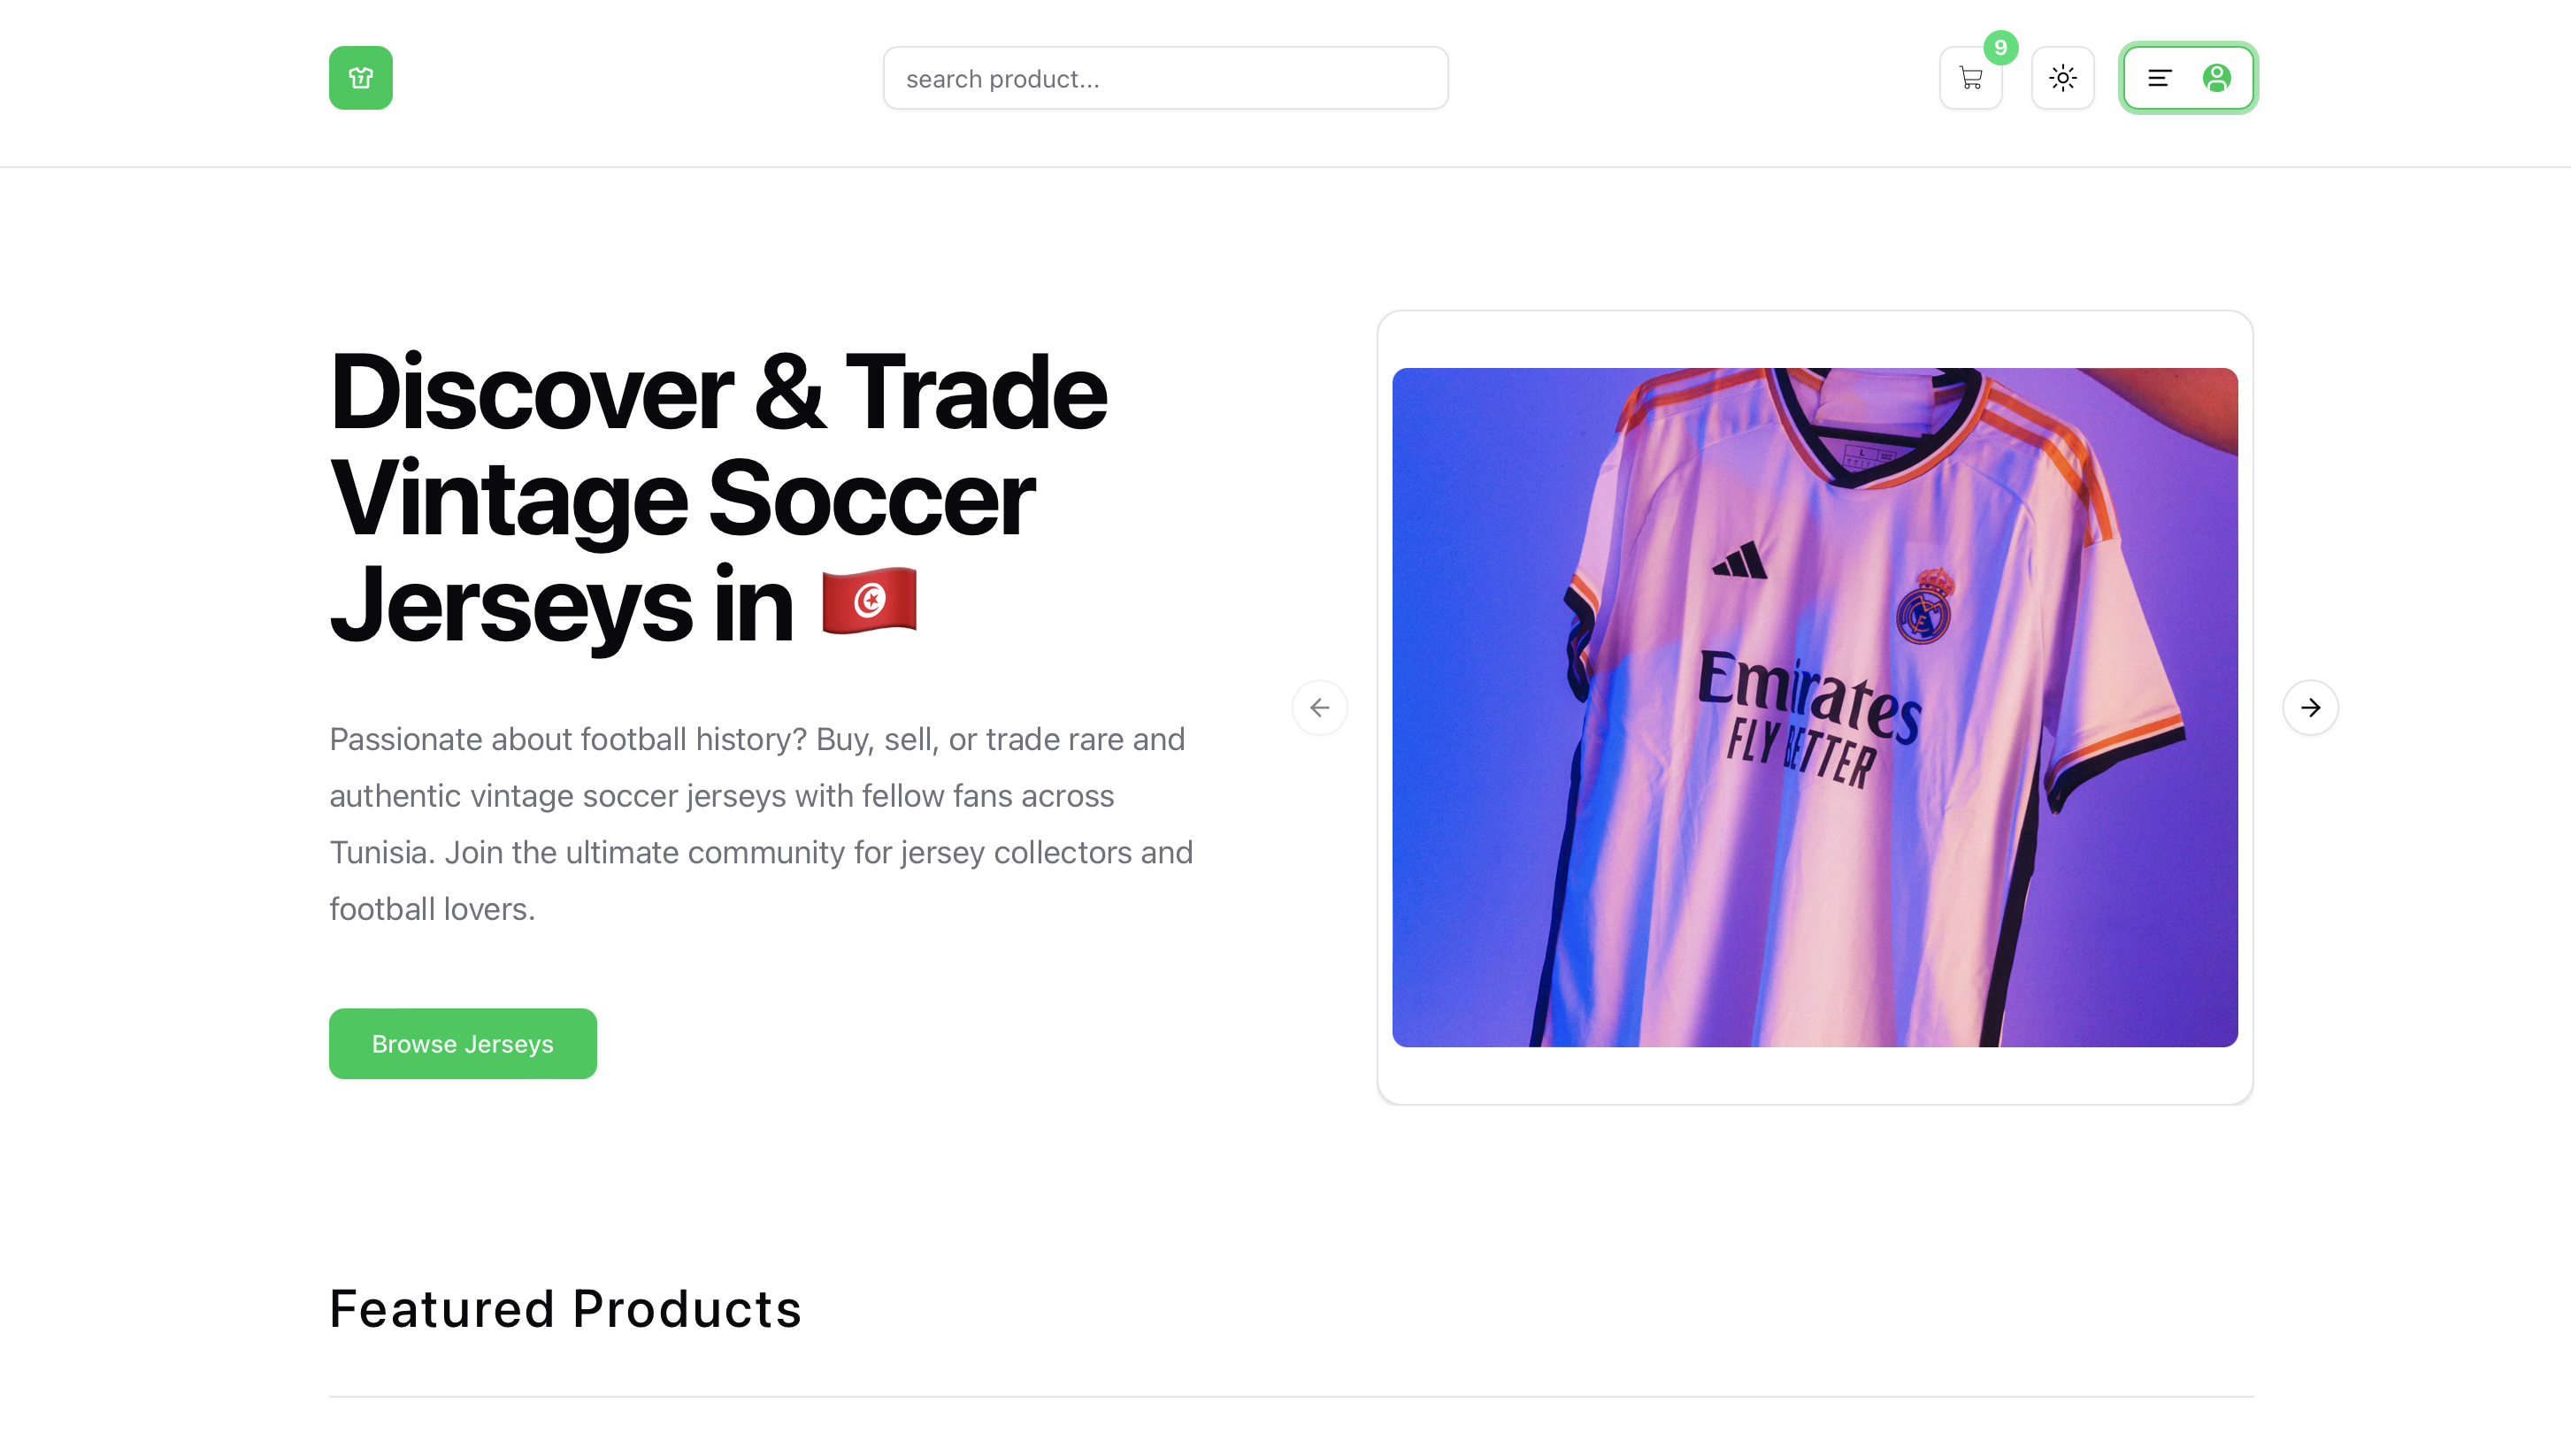 7
search product...
9
Discover & Trade
Vintage Soccer
Jerseys in
Passionate about football history? Buy, sell, or trade rare and
authentic vintage soccer jerseys with fellow fans across
Tunisia. Join the ultimate community for jersey collectors and
football lovers.
Browse Jerseys
L
Emirates
FLY BETTER
Featured Products